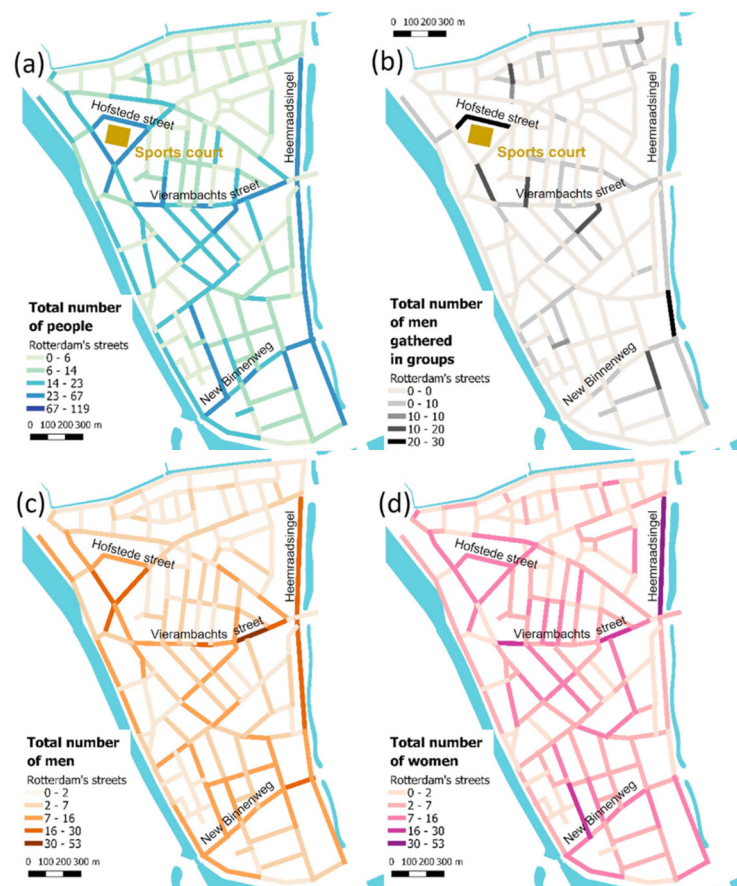 (a)
Hofstede street
Sports court
Vierambachts street
Heemraadsingel
New Binnenweg
Total number
of people
Rotterdam's streets
0 - 6
6 - 14
14 - 23
23 - 67
67 - 119
0 100 200 300 m
0 100 200 300 m
(b)
Hofstede street
Sports court
Vierambachts street
Heemraadsingel
New Binnenweg
Total number
of men
gathered
in groups
Rotterdam's streets
0 - 0
0 - 10
10 - 10
10 - 20
20 - 30
(c)
Hofstede street
Vierambachts street
Heemraadsingel
New Binnenweg
Total number
of men
Rotterdam's streets
0 - 2
2 - 7
7 - 16
16 - 30
30 - 53
0 100 200 300 m
(d)
Hofstede street
Vierambachts street
Heemraadsingel
New Binnenweg
Total number
of women
Rotterdam's streets
0 - 2
2 - 7
7 - 16
16 - 30
30 - 53
0 100 200 300 m